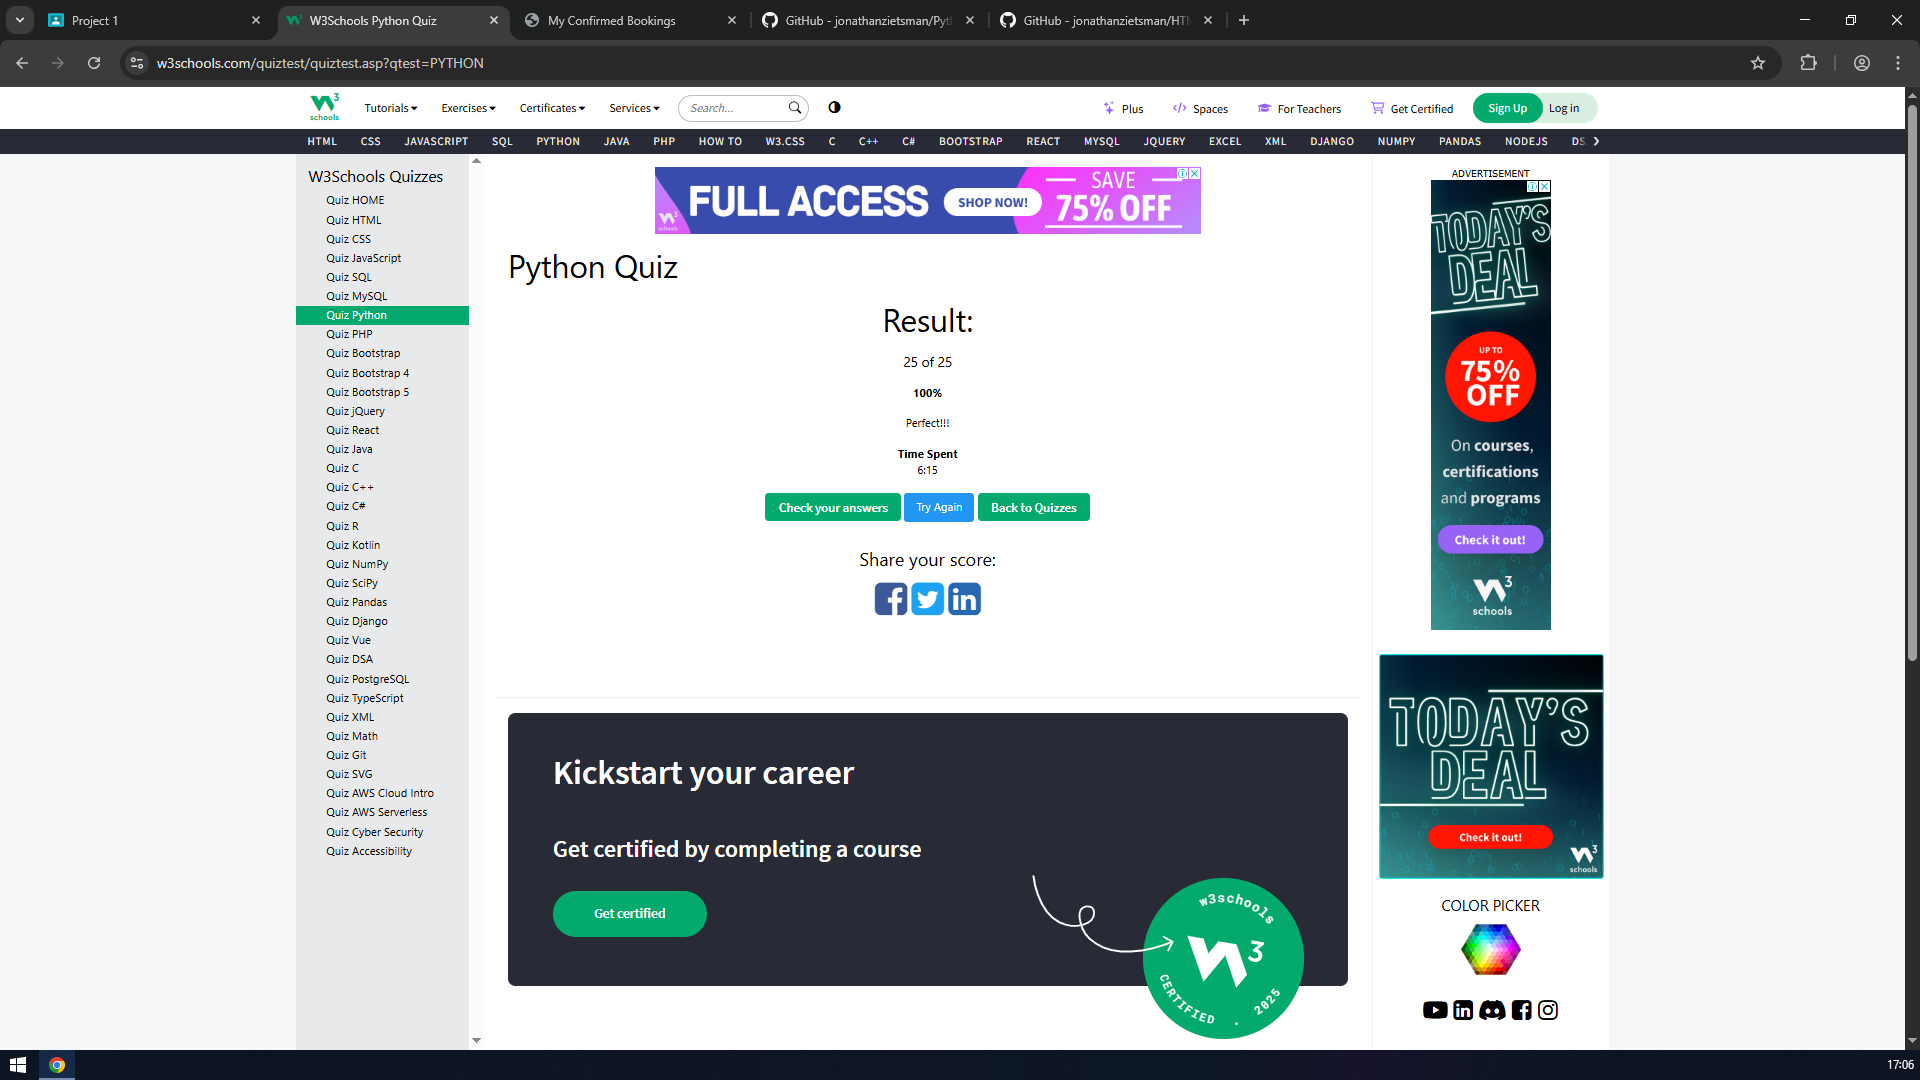 Project 1
W3Schools Python Quiz
My Confirmed Bookings
GitHub - jonathanzietsman/Pyt
GitHub - jonathanzietsman/HTM
w3schools.com/quiztest/quiztest.asp?qtest=PYTHON
W3 schools
Tutorials
Exercises
Certificates
Services
Search...
Plus
Spaces
For Teachers
Get Certified
Sign Up
Log in
HTML CSS JAVASCRIPT SQL PYTHON JAVA PHP HOW TO W3.CSS C C++ C# BOOTSTRAP REACT MYSQL JQUERY EXCEL XML DJANGO NUMPY PANDAS NODEJS DS
W3Schools Quizzes
Quiz HOME
Quiz HTML
Quiz CSS
Quiz JavaScript
Quiz SQL
Quiz MySQL
Quiz Python
Quiz PHP
Quiz Bootstrap
Quiz Bootstrap 4
Quiz Bootstrap 5
Quiz jQuery
Quiz React
Quiz Java
Quiz C
Quiz C++
Quiz C#
Quiz R
Quiz Kotlin
Quiz NumPy
Quiz SciPy
Quiz Pandas
Quiz Django
Quiz Vue
Quiz DSA
Quiz PostgreSQL
Quiz TypeScript
Quiz XML
Quiz Math
Quiz Git
Quiz SVG
Quiz AWS Cloud Intro
Quiz AWS Serverless
Quiz Cyber Security
Quiz Accessibility
W3 schools
FULL ACCESS
SHOP NOW!
SAVE
75% OFF
Python Quiz
Result:
25 of 25
100%
Perfect!!!
Time Spent
6:15
Check your answers
Try Again
Back to Quizzes
Share your score:
Kickstart your career
Get certified by completing a course
Get certified
w3schools
W3
CERTIFIED . 2025
ADVERTISEMENT
TODAY'S
DEAL
UP TO
75%
OFF
On courses,
certifications
and programs
Check it out!
W3
schools
TODAY'S
DEAL
Check it out!
W3
schools
COLOR PICKER
17:06